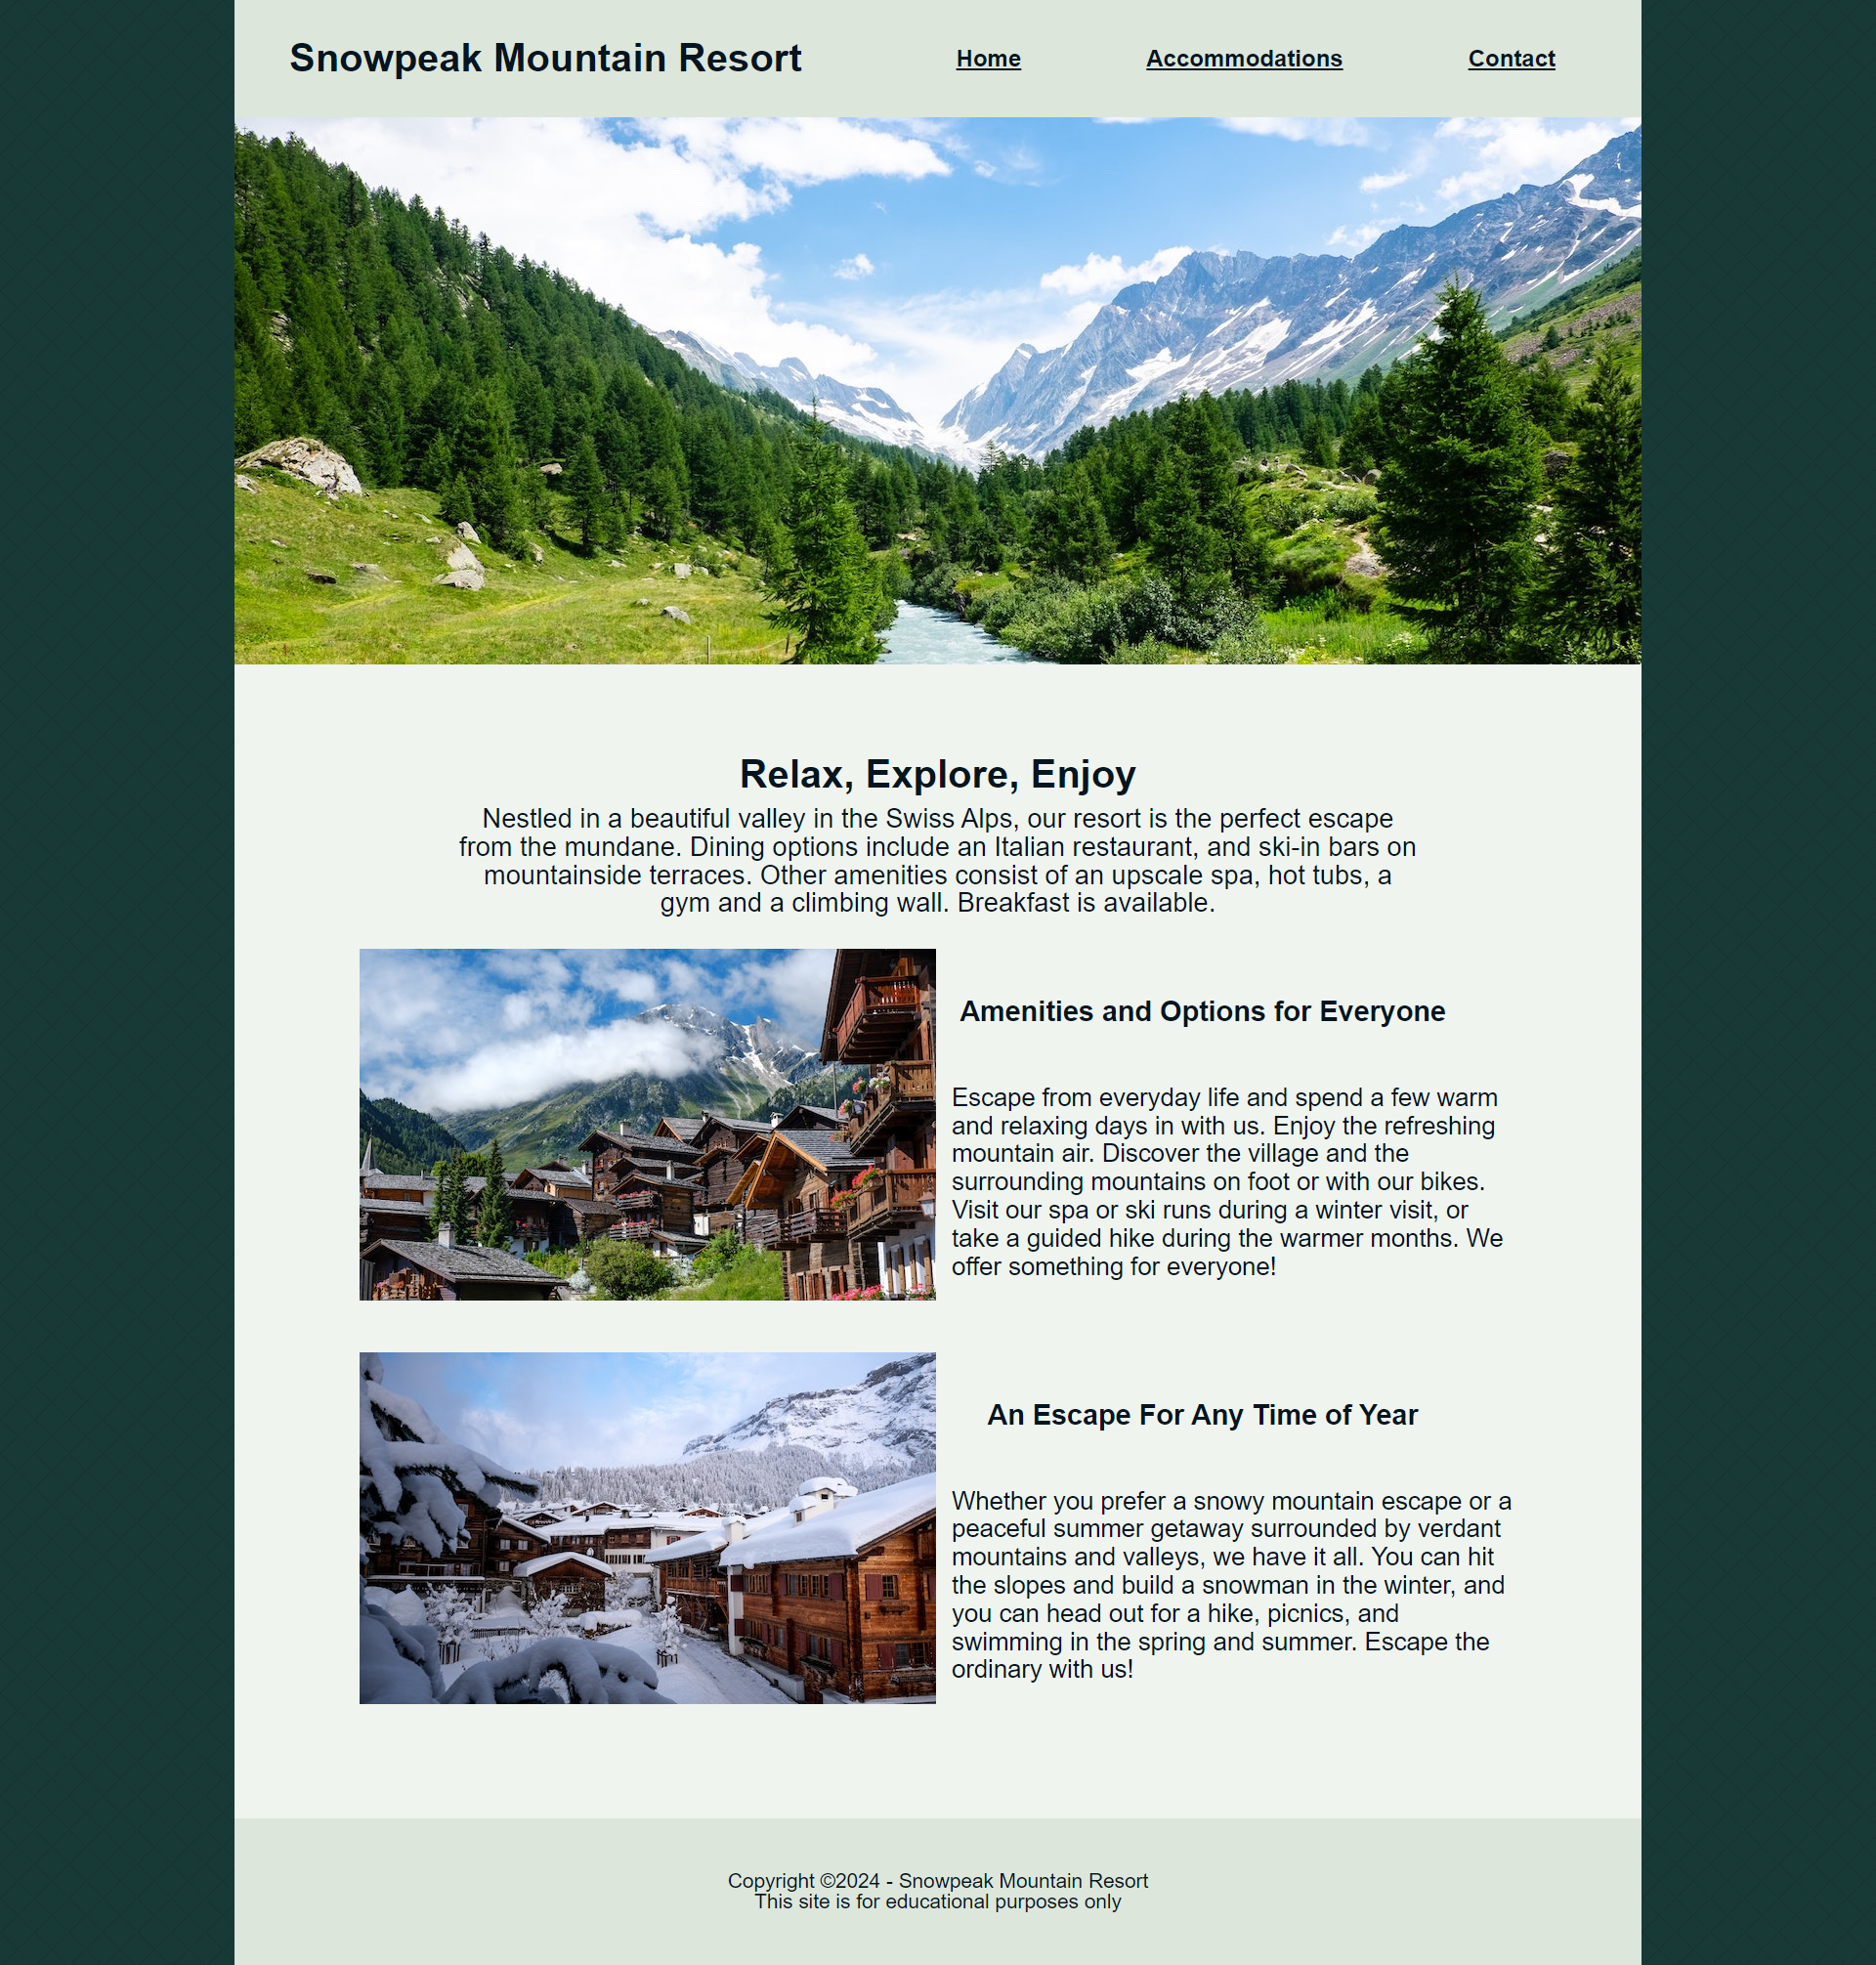 Snowpeak Mountain Resort
Home Accommodations Contact
Relax, Explore, Enjoy
Nestled in a beautiful valley in the Swiss Alps, our resort is the perfect escape
from the mundane. Dining options include an Italian restaurant, and ski-in bars on
mountainside terraces. Other amenities consist of an upscale spa, hot tubs, a
gym and a climbing wall. Breakfast is available.
Amenities and Options for Everyone
Escape from everyday life and spend a few warm
and relaxing days in with us. Enjoy the refreshing
mountain air. Discover the village and the
surrounding mountains on foot or with our bikes.
Visit our spa or ski runs during a winter visit, or
take a guided hike during the warmer months. We
offer something for everyone!
An Escape For Any Time of Year
Whether you prefer a snowy mountain escape or a
peaceful summer getaway surrounded by verdant
mountains and valleys, we have it all. You can hit
the slopes and build a snowman in the winter, and
you can head out for a hike, picnics, and
swimming in the spring and summer. Escape the
ordinary with us!
Copyright ©2024 - Snowpeak Mountain Resort
This site is for educational purposes only